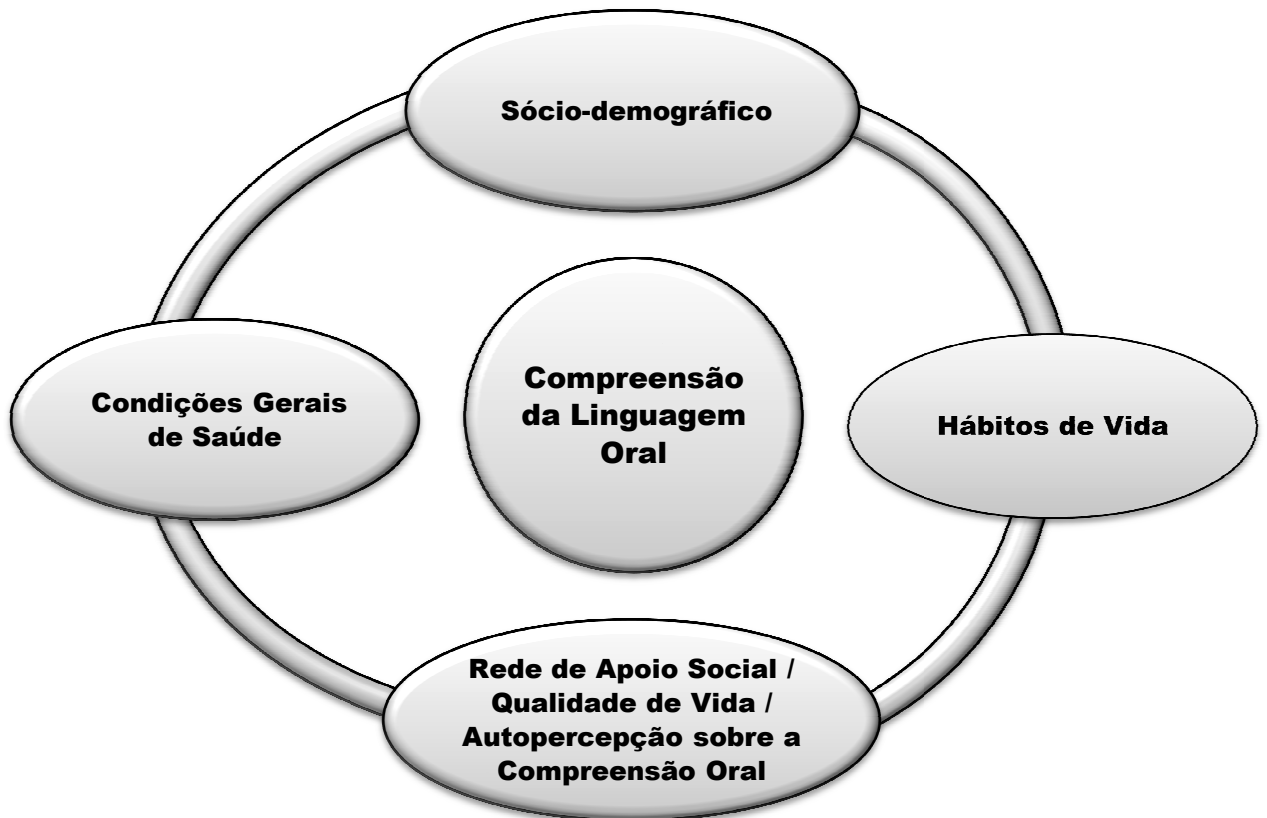 Sócio-demográfico
Condições Gerais
de Saúde
Compreensão
da Linguagem
Oral
Hábitos de Vida
Rede de Apoio Social /
Qualidade de Vida /
Autopercepção sobre a
Compreensão Oral